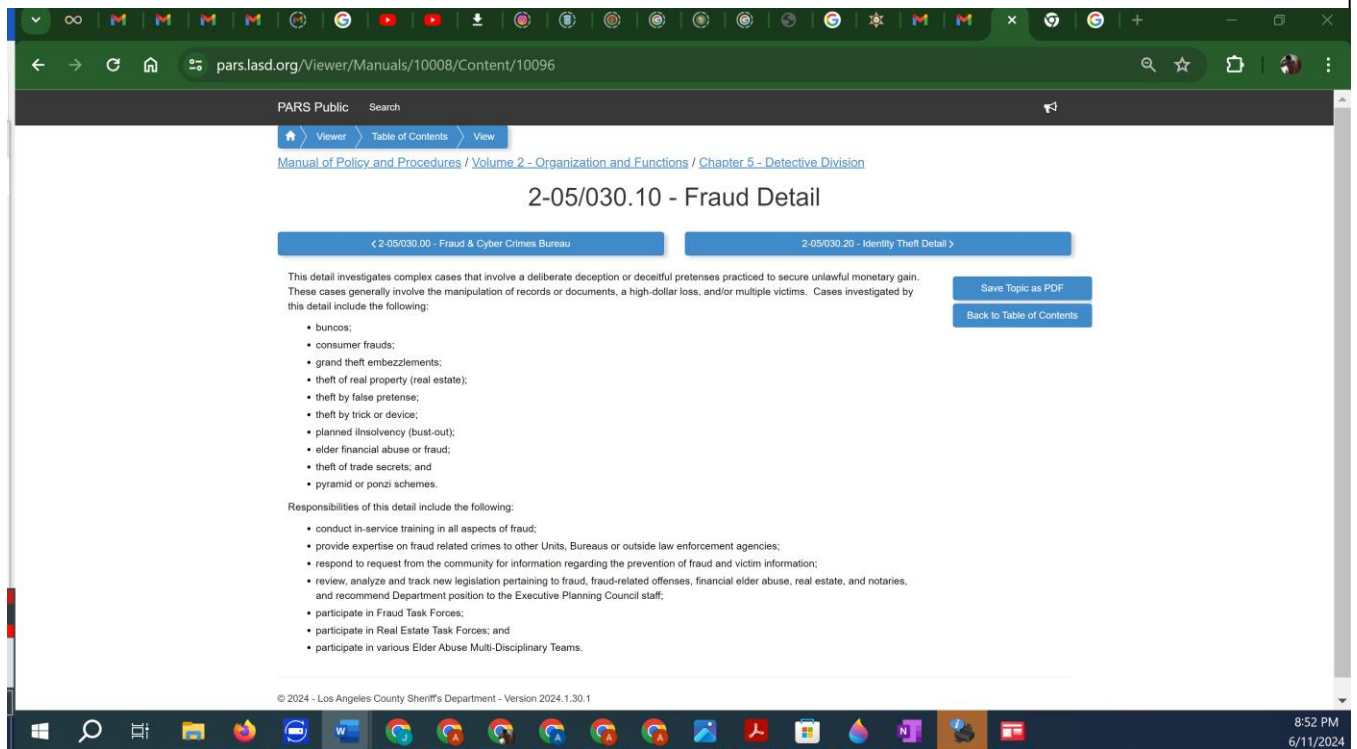 pars.lasd.org/Viewer/Manuals/10008/Content/10096
PARS Public Search
Viewer Table of Contents View
Manual of Policy and Procedures / Volume 2 - Organization and Functions / Chapter 5 - Detective Division
2-05/030.10 - Fraud Detail
< 2-05/030.00 - Fraud & Cyber Crimes Bureau
2-05/030.20 - Identity Theft Detail >
This detail investigates complex cases that involve a deliberate deception or deceitful pretenses practiced to secure unlawful monetary gain.
These cases generally involve the manipulation of records or documents, a high-dollar loss, and/or multiple victims. Cases investigated by
this detail include the following:
Save Topic as PDF
Back to Table of Contents
• buncos;
• consumer frauds;
• grand theft embezzlements;
• theft of real property (real estate);
• theft by false pretense;
• theft by trick or device;
• planned iInsolvency (bust-out);
• elder financial abuse or fraud;
• theft of trade secrets; and
• pyramid or ponzi schemes.
Responsibilities of this detail include the following:
• conduct in-service training in all aspects of fraud;
• provide expertise on fraud related crimes to other Units, Bureaus or outside law enforcement agencies;
• respond to request from the community for information regarding the prevention of fraud and victim information;
• review, analyze and track new legislation pertaining to fraud, fraud-related offenses, financial elder abuse, real estate, and notaries,
and recommend Department position to the Executive Planning Council staff;
• participate in Fraud Task Forces;
• participate in Real Estate Task Forces; and
• participate in various Elder Abuse Multi-Disciplinary Teams.
© 2024 - Los Angeles County Sheriff's Department - Version 2024.1.30.1
8:52 PM
6/11/2024